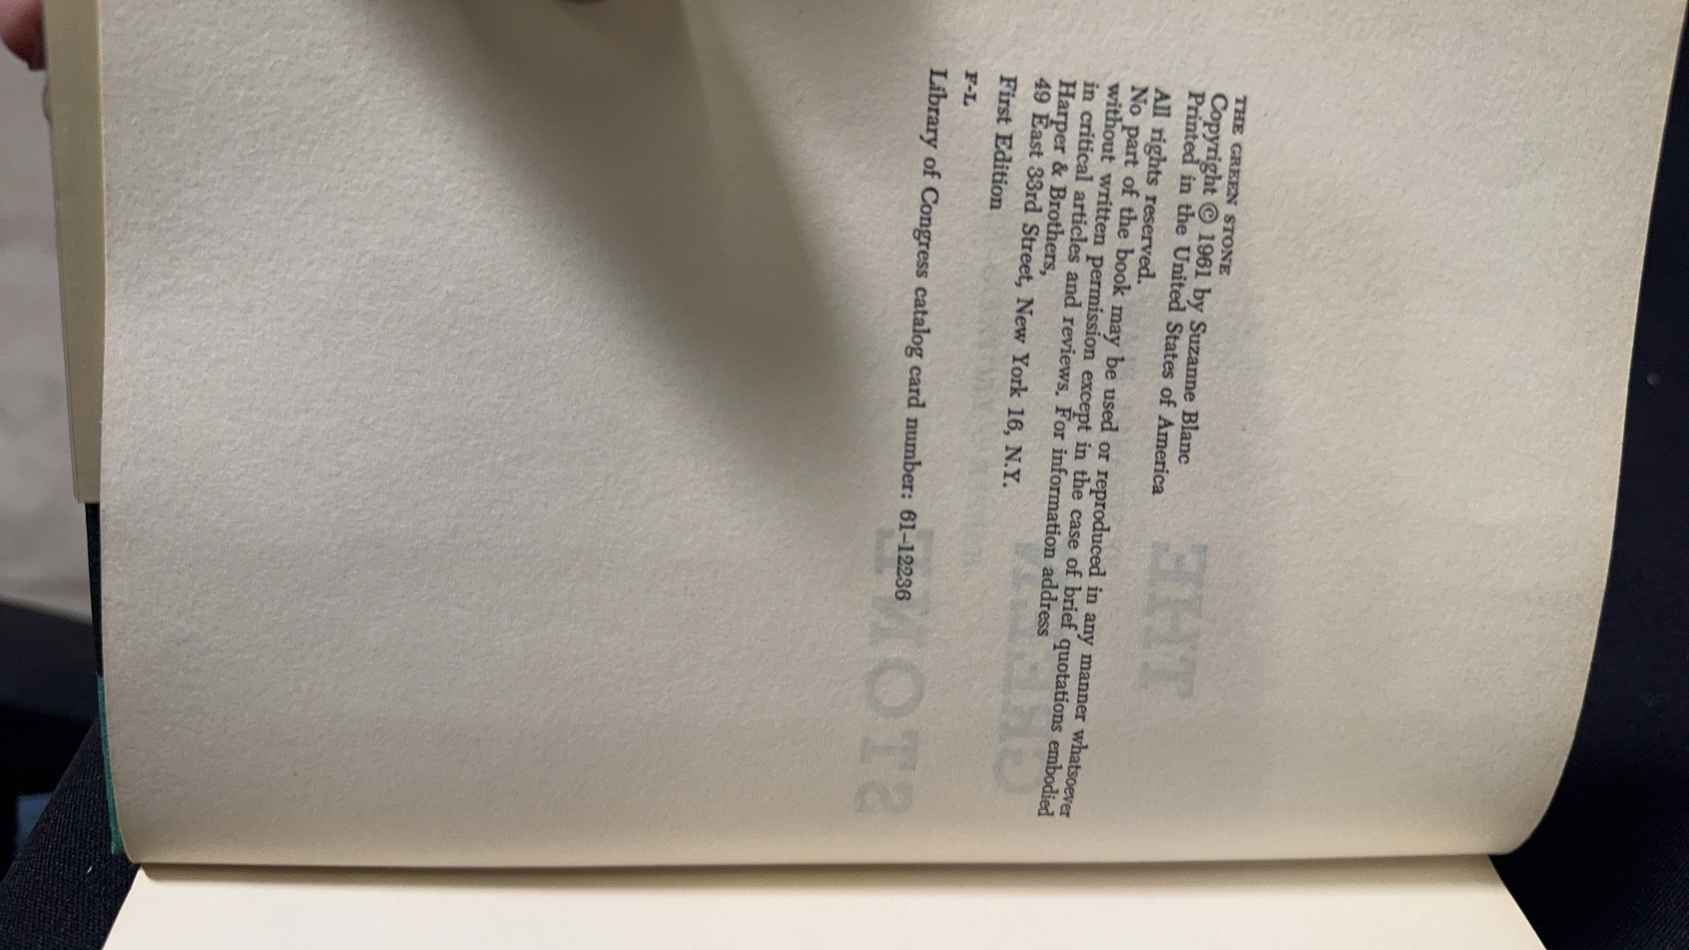 THE GREEN STONE
Copyright © 1961 by Suzanne Blanc
Printed in the United States of America
All rights reserved.
No part of the book may be used or reproduced in any manner whatsoever
without written permission except in the case of brief quotations embodied
in critical articles and reviews. For information address
Harper & Brothers,
49 East 33rd Street, New York 16, N.Y.
First Edition
F-L
Library of Congress catalog card number: 61-12236
THE
GREEN
STONE